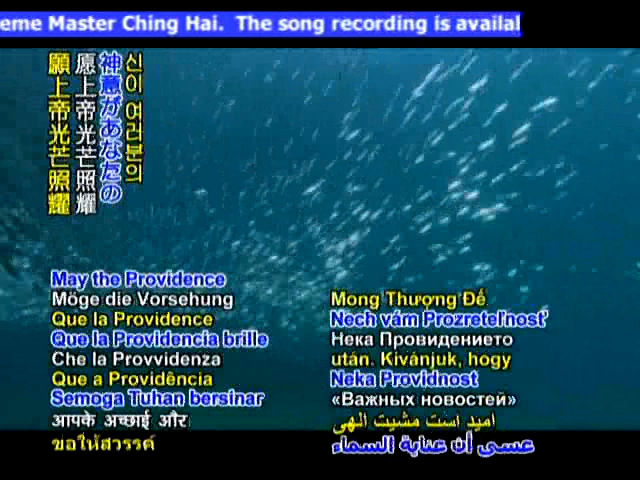 eme Master Ching Hai. The song recording is availal
願上帝光芒照耀
愿上帝光芒照耀
神意があなたの
신이 여러분의
May the Providence
Möge die Vorsehung
Que la Providence
Que la Providencia brille
Che la Provvidenza
Que a Providência
Semoga Tuhan bersinar
आपके अच्छाई और
ขอให้สวรรค์
Mong Thượng Đế
Nech vám Prozreteľnosť
Нека Провидението
után. Kívánjuk, hogy
Neka Providnost
«Важных новостей»
امید است مشیت الهی
عسى أن عناية السماء